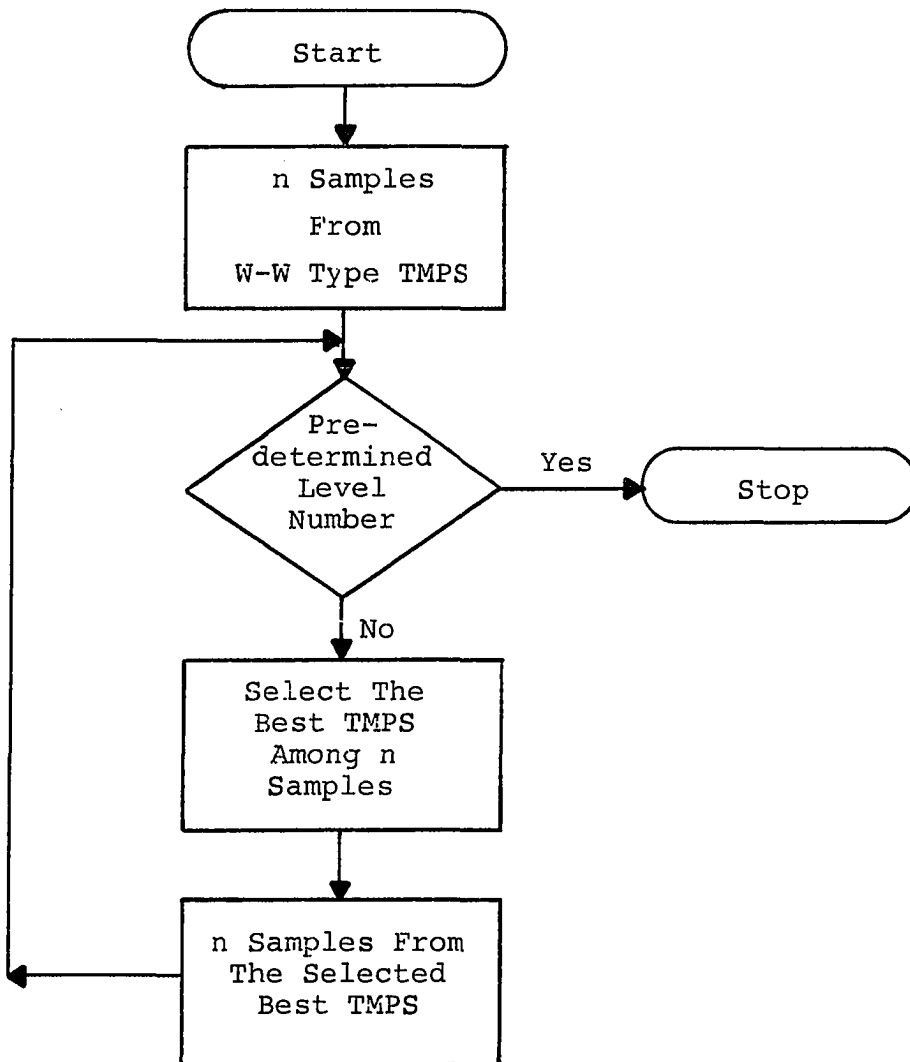 Start
n Samples
From
W-W Type TMPS
Pre-
determined
Level
Number
Yes
Stop
No
Select The
Best TMPS
Among n
Samples
n Samples From
The Selected
Best TMPS